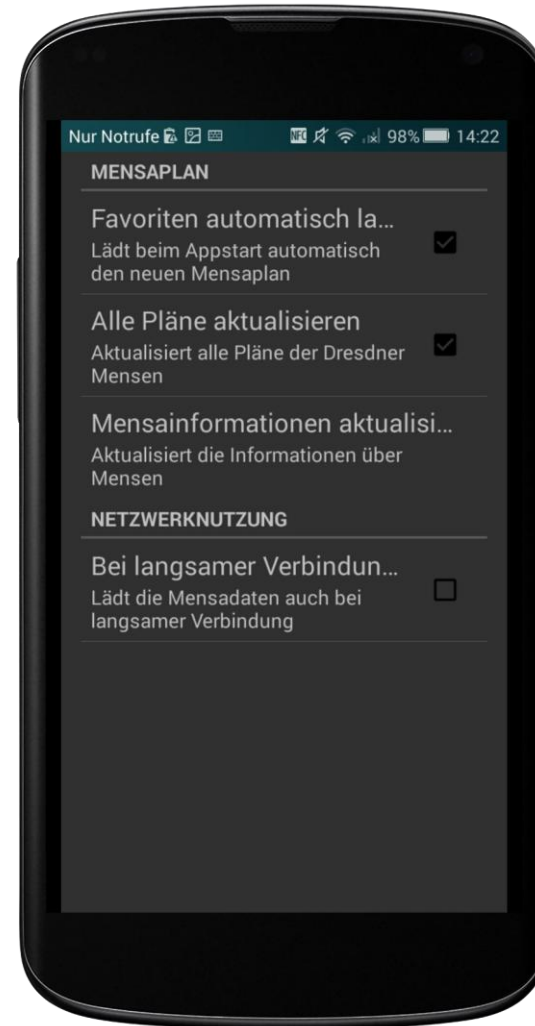 Nur Notrufe NFC 98% 14:22
MENSAPLAN
Favoriten automatisch la...
Lädt beim Appstart automatisch
den neuen Mensaplan
Alle Pläne aktualisieren
Aktualisiert alle Pläne der Dresdner
Mensen
Mensainformationen aktualisi...
Aktualisiert die Informationen über
Mensen
NETZWERKNUTZUNG
Bei langsamer Verbindun...
Lädt die Mensadaten auch bei
langsamer Verbindung